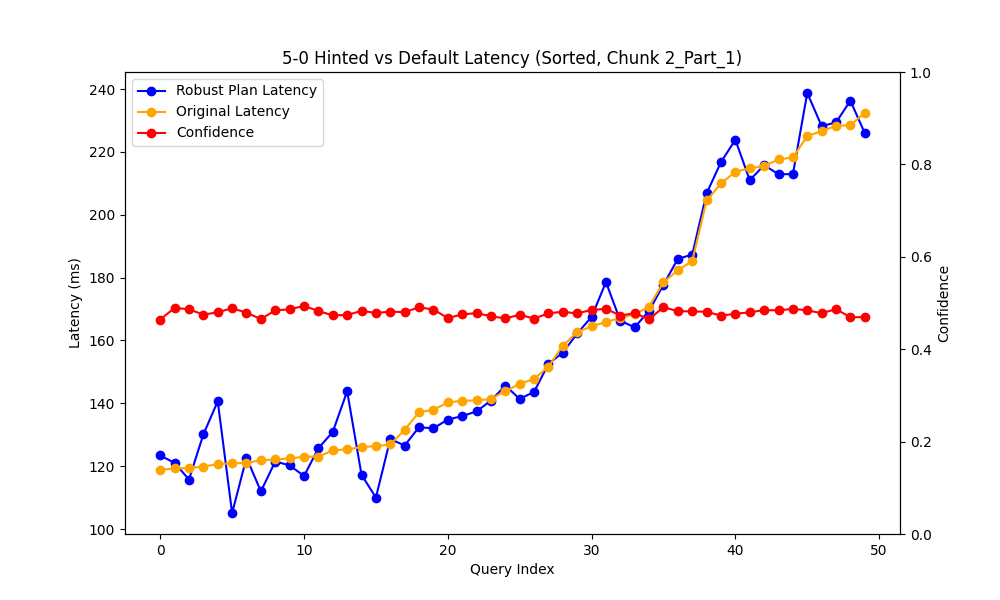 5-0 Hinted vs Default Latency (Sorted, Chunk 2_Part_1)
Robust Plan Latency
Original Latency
Confidence
Latency (ms)
240
220
200
180
160
140
120
100
1.0
0.8
0.6
0.4
0.2
0.0
Confidence
0
10
20
30
40
50
Query Index